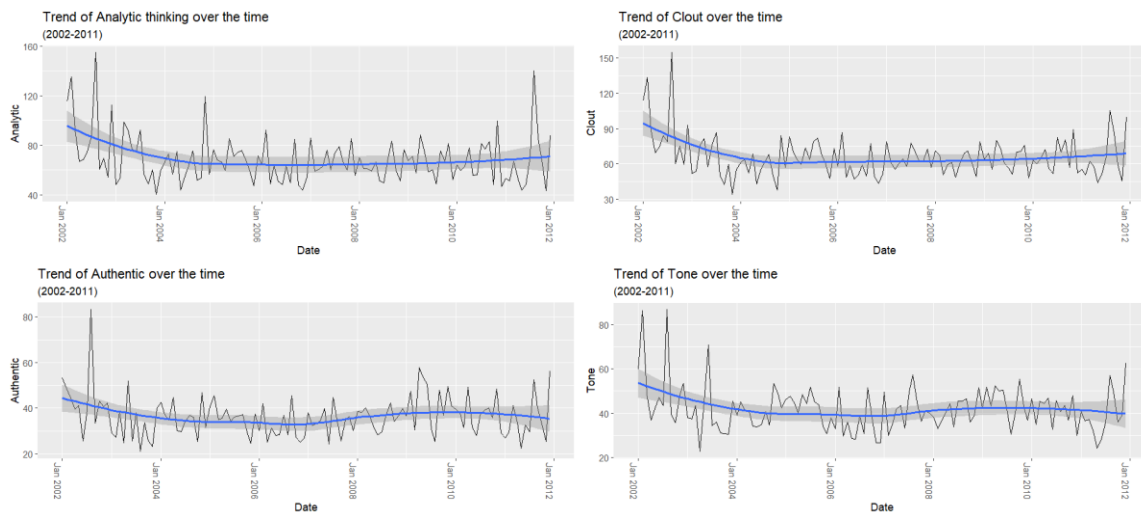 Trend of Analytic thinking over the time
(2002-2011)
160
120
80
40
Analytic
Jan 2002
Jan 2004
Jan 2006
Jan 2008
Jan 2010
Jan 2012
Date
Trend of Clout over the time
(2002-2011)
150
120
90
60
30
Clout
Jan 2002
Jan 2004
Jan 2006
Jan 2008
Jan 2010
Jan 2012
Date
Trend of Authentic over the time
(2002-2011)
80
60
40
20
Authentic
Jan 2002
Jan 2004
Jan 2006
Jan 2008
Jan 2010
Jan 2012
Date
Trend of Tone over the time
(2002-2011)
80
60
40
20
Tone
Jan 2002
Jan 2004
Jan 2006
Jan 2008
Jan 2010
Jan 2012
Date